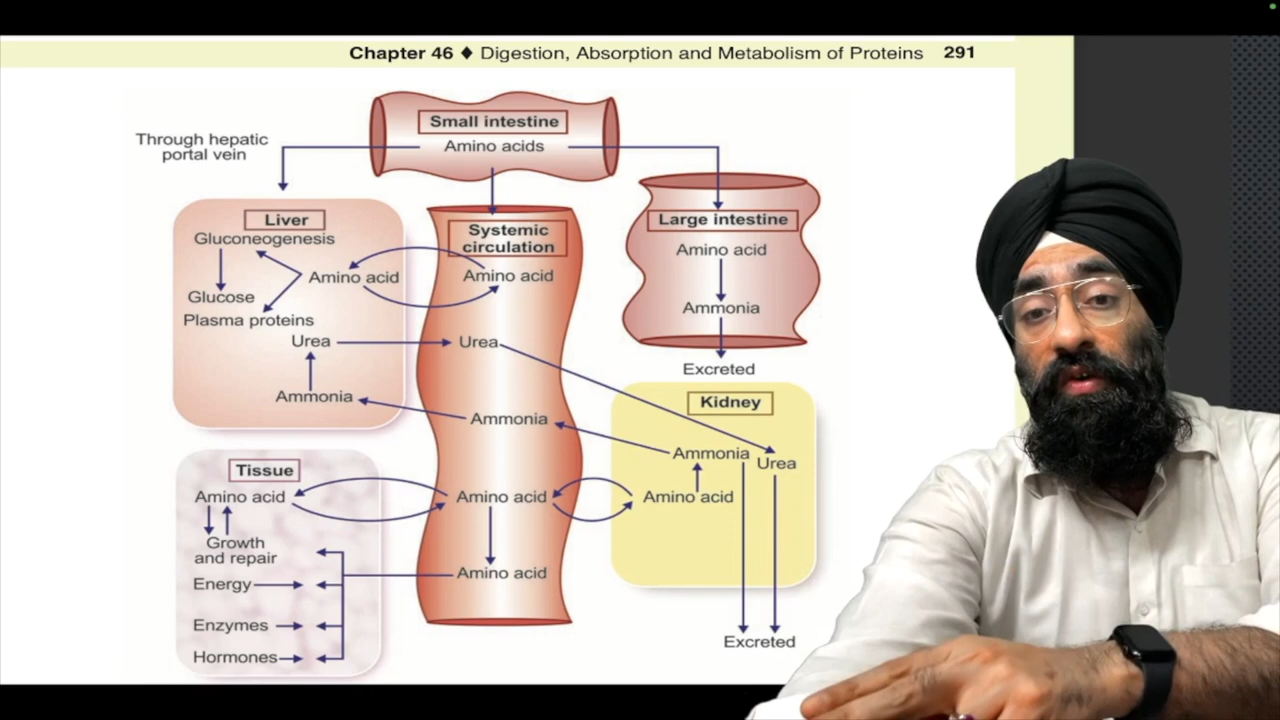 Chapter 46 ♦ Digestion, Absorption and Metabolism of Proteins 291
Small intestine
Amino acids
Through hepatic
portal vein
Liver
Gluconeogenesis
Amino acid
Glucose
Plasma proteins
Urea
Ammonia
Systemic
circulation
Amino acid
Urea
Ammonia
Amino acid
Amino acid
Large intestine
Amino acid
Ammonia
Excreted
Kidney
Ammonia
Urea
Amino acid
Excreted
Tissue
Amino acid
Growth
and repair
Energy
Enzymes
Hormones